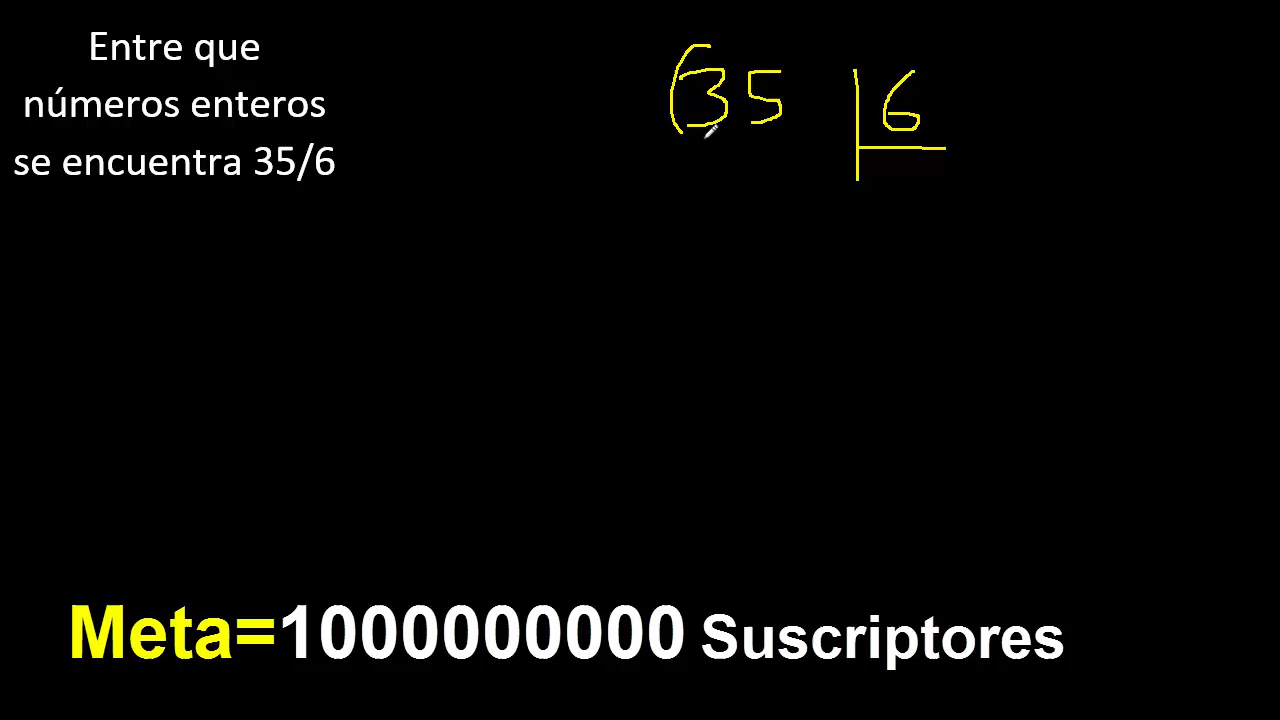 Entre que
números enteros
se encuentra 35/6
35 6
Meta=1000000000 Suscriptores